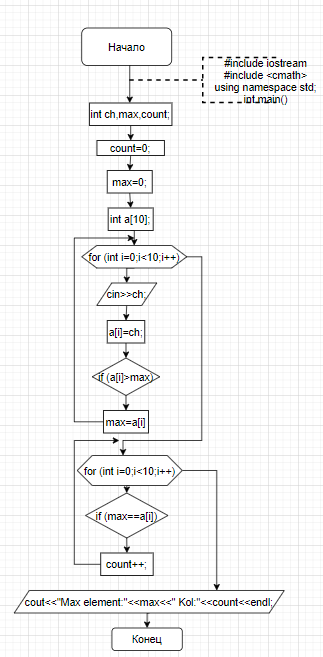 Начало
#include iostream
#include <cmath>
using namespace std;
int main()
int ch,max,count;
count=0;
max=0;
int a[10];
for (int i=0;i<10;i++)
cin>>ch;
a[i]=ch;
if (a[i]>max)
max=a[i]
for (int i=0;i<10;i++)
if (max==a[i])
count++;
cout<<"Max element:"<<max<<" Kol:"<<count<<endl;
Конец